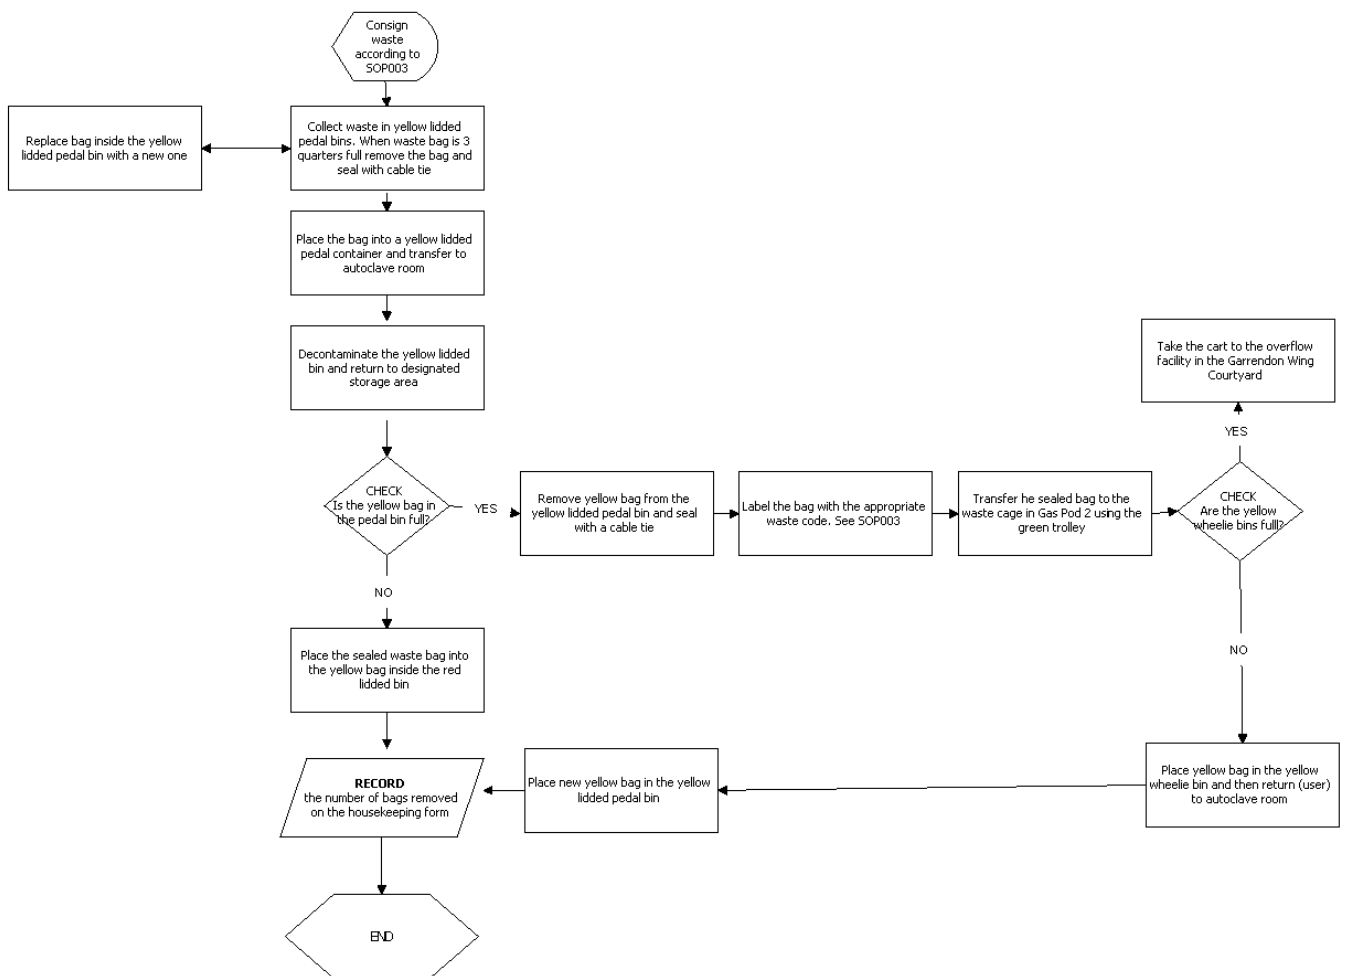 Consign
waste
according to
SOP003
Replace bag inside the yellow
lidded pedal bin with a new one
Collect waste in yellow lidded
pedal bins. When waste bag is 3
quarters full remove the bag and
seal with cable tie
Place the bag into a yellow lidded
pedal container and transfer to
autoclave room
Decontaminate the yellow lidded
bin and return to designated
storage area
Take the cart to the overflow
facility in the Garrendon Wing
Courtyard
YES
CHECK
Is the yellow bag in
the pedal bin full?
YES
Remove yellow bag from the
yellow lidded pedal bin and seal
with a cable tie
Label the bag with the appropriate
waste code. See SOP003
Transfer he sealed bag to the
waste cage in Gas Pod 2 using the
green trolley
CHECK
Are the yellow
wheelie bins fulll?
NO
NO
Place the sealed waste bag into
the yellow bag inside the red
lidded bin
RECORD
the number of bags removed
on the housekeeping form
Place new yellow bag in the yellow
lidded pedal bin
Place yellow bag in the yellow
wheelie bin and then return (user)
to autoclave room
END